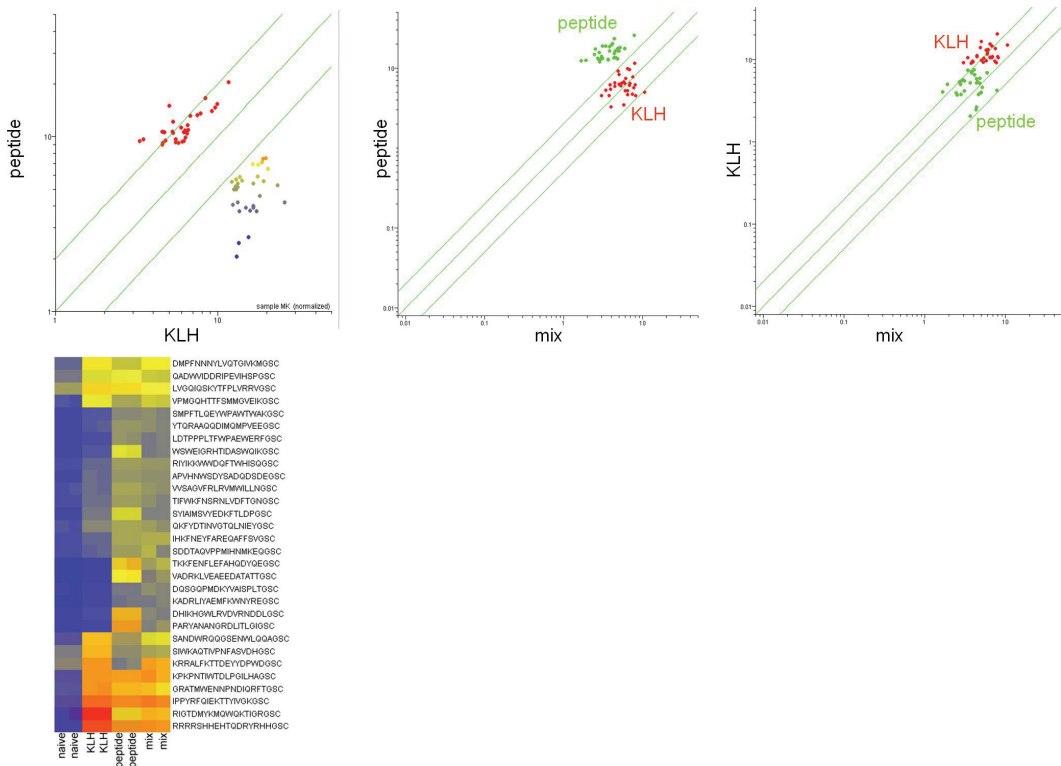 peptide
10
1
1
10
sample MK (normalized)
KLH
peptide
10
1
0.1
0.01
0.01
0.1
1
10
mix
peptide
KLH
KLH
10
1
0.1
0.01
0.01
0.1
1
10
mix
KLH
peptide
DMPFNNNYLVQTGIVKMGSC
QADWVIDDRIPEVIHSPGSC
LVGQIQSKYTFPLVRRVGSC
VPMGQHTTFSMMGVEIKGSC
SMPFTLQEYWPAWTWAKGSC
YTQRAAQQDIMQMPVEEGSC
LDTPPPLTFWPAEWERFGSC
WSWEIGRHTIDASWQIKGSC
RIYIKKWWDQFTWHISQGSC
APVHNWSDYSADQDSDEGSC
VVSAGVFRLRVMWILLNGSC
TIFWKFNSRNLVDFTGNGSC
SYIAIMSVYEDKFTLDPGSC
QKFYDTINVGTQLNIEYGSC
IHKFNEYFAREQAFFSVGSC
SDDTAQVPPMIHNMKEQGSC
TKKFENFLEFAHQDYQEGSC
VADRKLVEAEEDATATTGSC
DQSGQPMDKYVAISPLTGSC
KADRLIYAEMFKWNYREGSC
DHIKHGWLRVDVRNDDLGSC
PARYANANGRDLITLGIGSC
SANDWRQQGSENWLQQAGSC
SIWKAQTIVPNFASVDHGSC
KRRALFKTTDEYYDPWDGSC
KPKPNTIWTDLPGILHAGSC
GRATMWENNPNDIQRFTGSC
IPPYRFQIEKTTYIVGKGSC
RIGTDMYKMQWQKTIGRGSC
RRRRSHHEHTQDRYRHHGSC
naive
naive
KLH
KLH
peptide
peptide
mix
mix